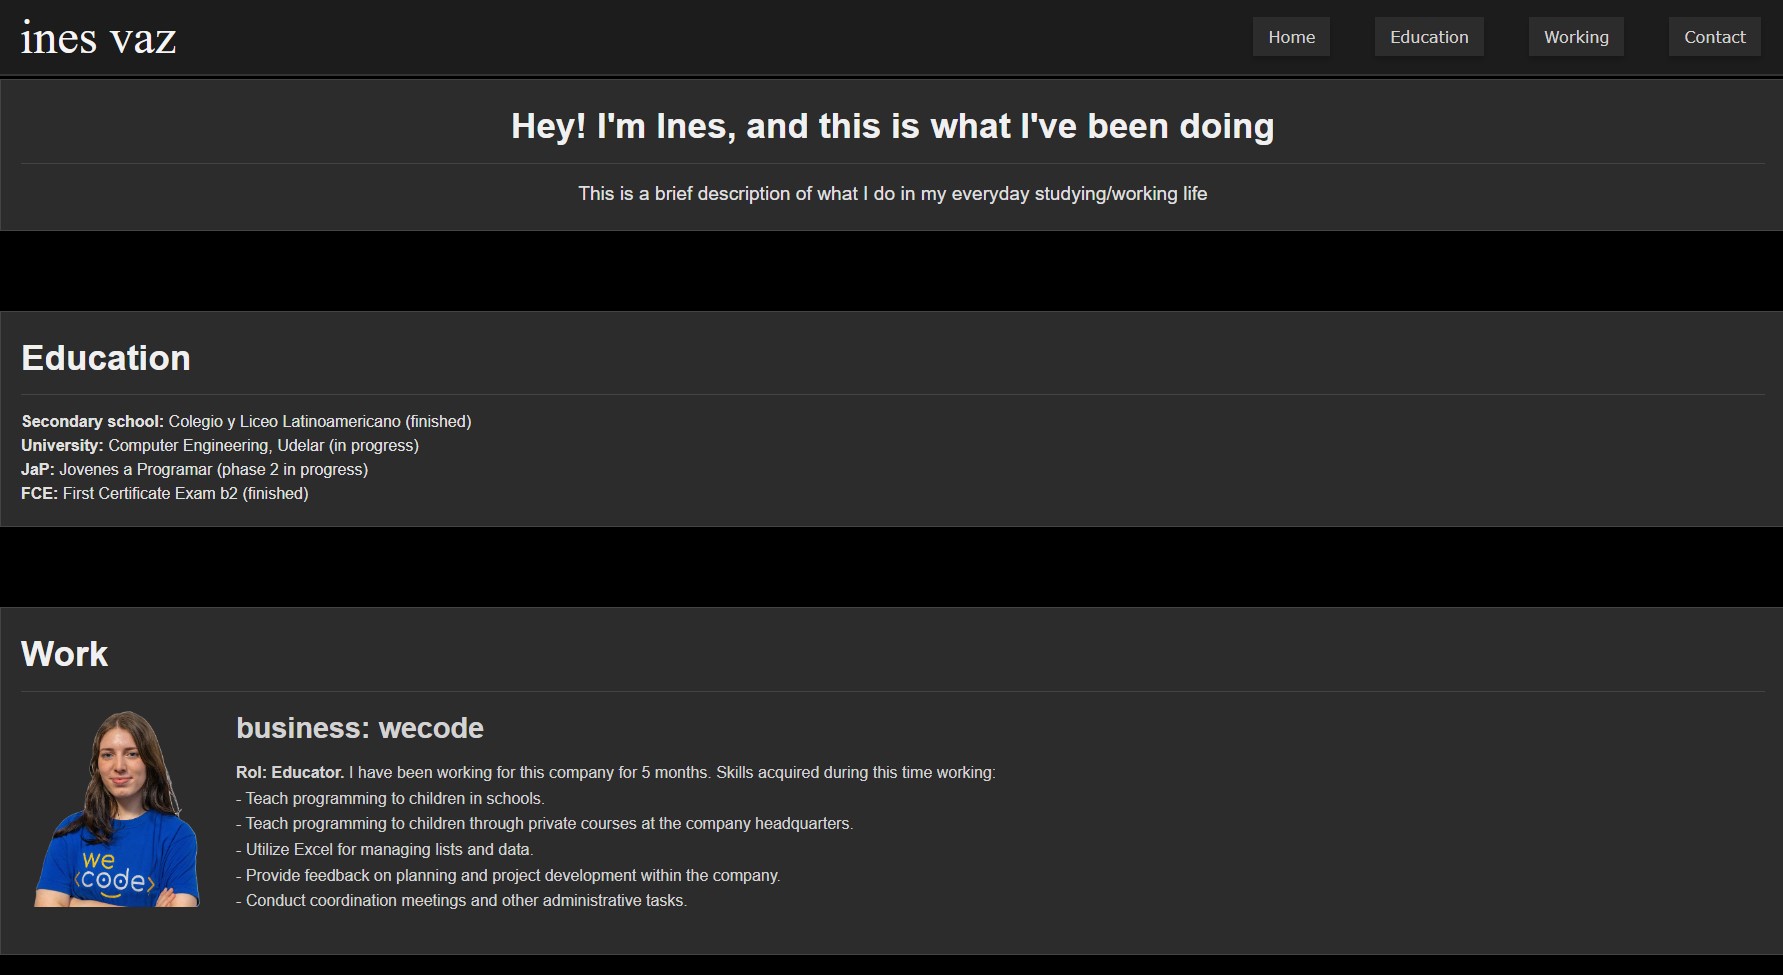 ines vaz
Home Education Working Contact
Hey! I'm Ines, and this is what I've been doing
This is a brief description of what I do in my everyday studying/working life
Education
Secondary school: Colegio y Liceo Latinoamericano (finished)
University: Computer Engineering, Udelar (in progress)
JaP: Jovenes a Programar (phase 2 in progress)
FCE: First Certificate Exam b2 (finished)
Work
business: wecode
Rol: Educator. I have been working for this company for 5 months. Skills acquired during this time working:
- Teach programming to children in schools.
- Teach programming to children through private courses at the company headquarters.
- Utilize Excel for managing lists and data.
- Provide feedback on planning and project development within the company.
- Conduct coordination meetings and other administrative tasks.
we
<code>